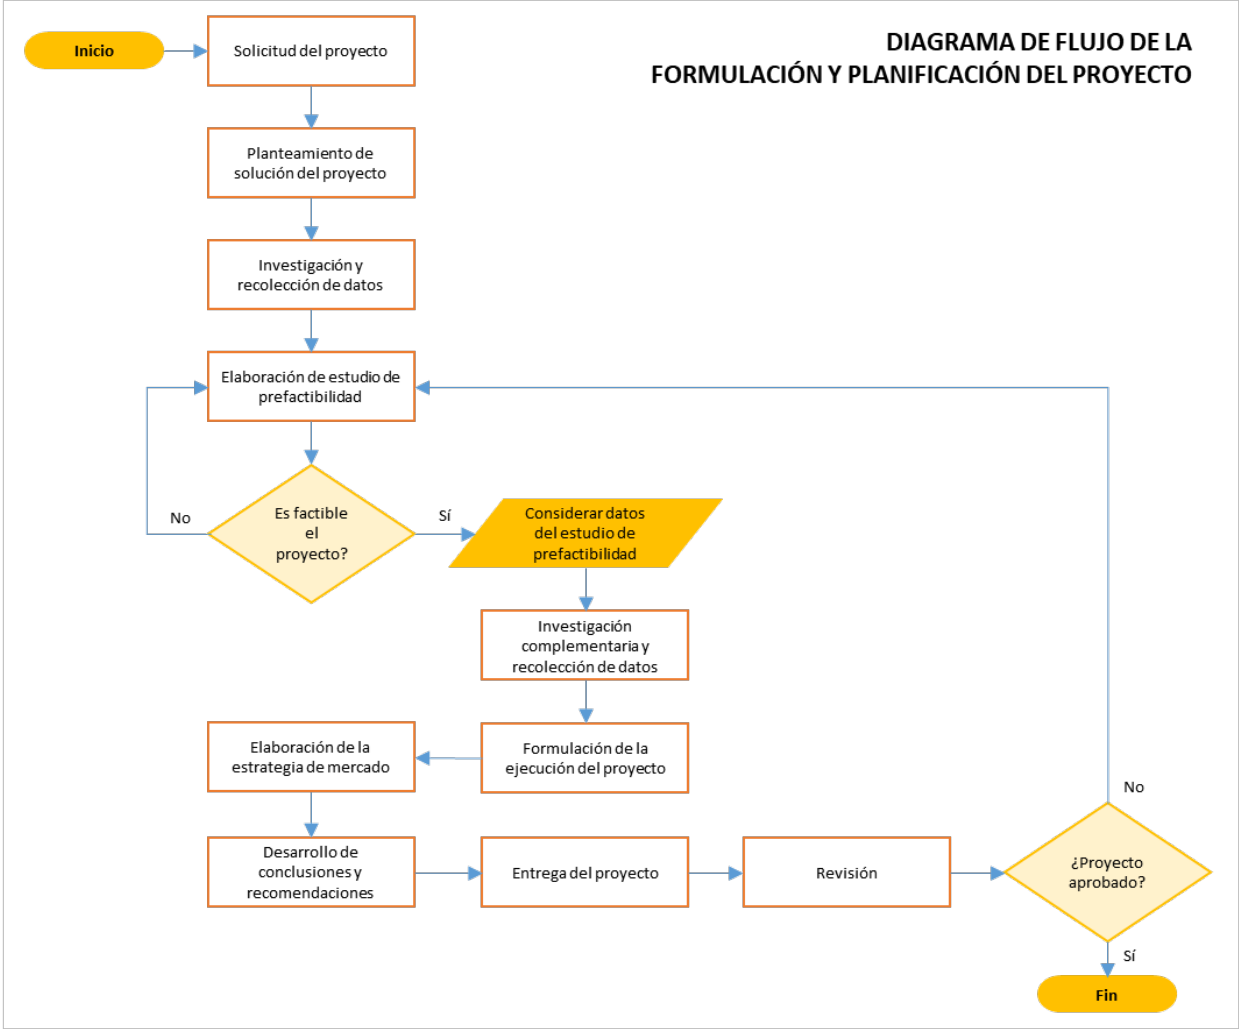 DIAGRAMA DE FLUJO DE LA
FORMULACIÓN Y PLANIFICACIÓN DEL PROYECTO
Inicio
Solicitud del proyecto
Planteamiento de
solución del proyecto
Investigación y
recolección de datos
Elaboración de estudio de
prefactibilidad
Es factible
el
proyecto?
No
Sí
Considerar datos
del estudio de
prefactibilidad
Investigación
complementaria y
recolección de datos
Formulación de la
ejecución del proyecto
Elaboración de la
estrategia de mercado
Desarrollo de
conclusiones y
recomendaciones
Entrega del proyecto
Revisión
¿Proyecto
aprobado?
No
Sí
Fin